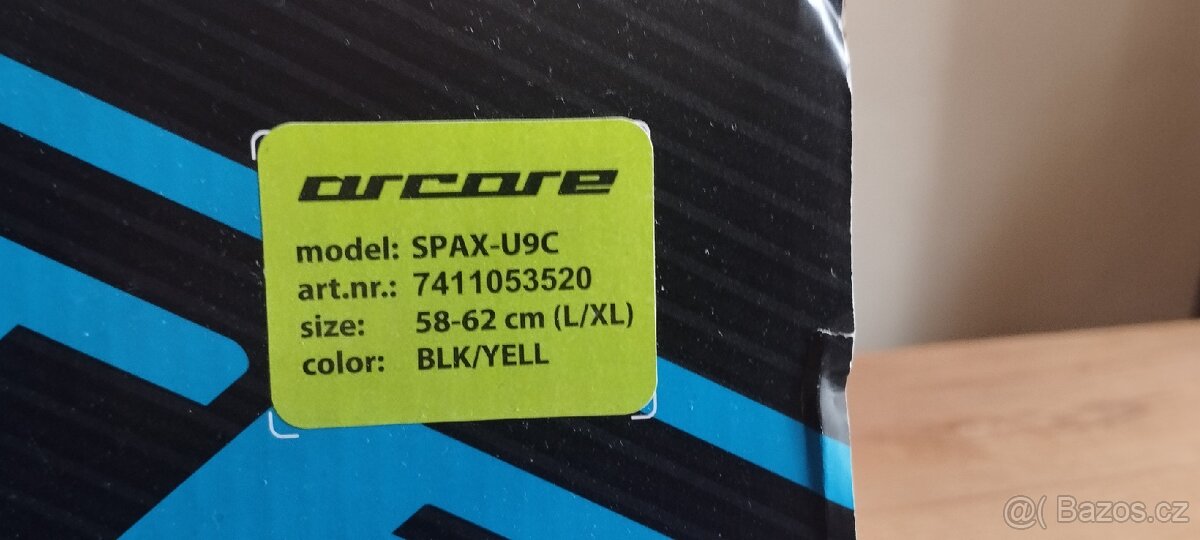 arcore
model: SPAX-U9C
art.nr.: 7411053520
size: 58-62 cm (L/XL)
color: BLK/YELL
@( Bazos.cz